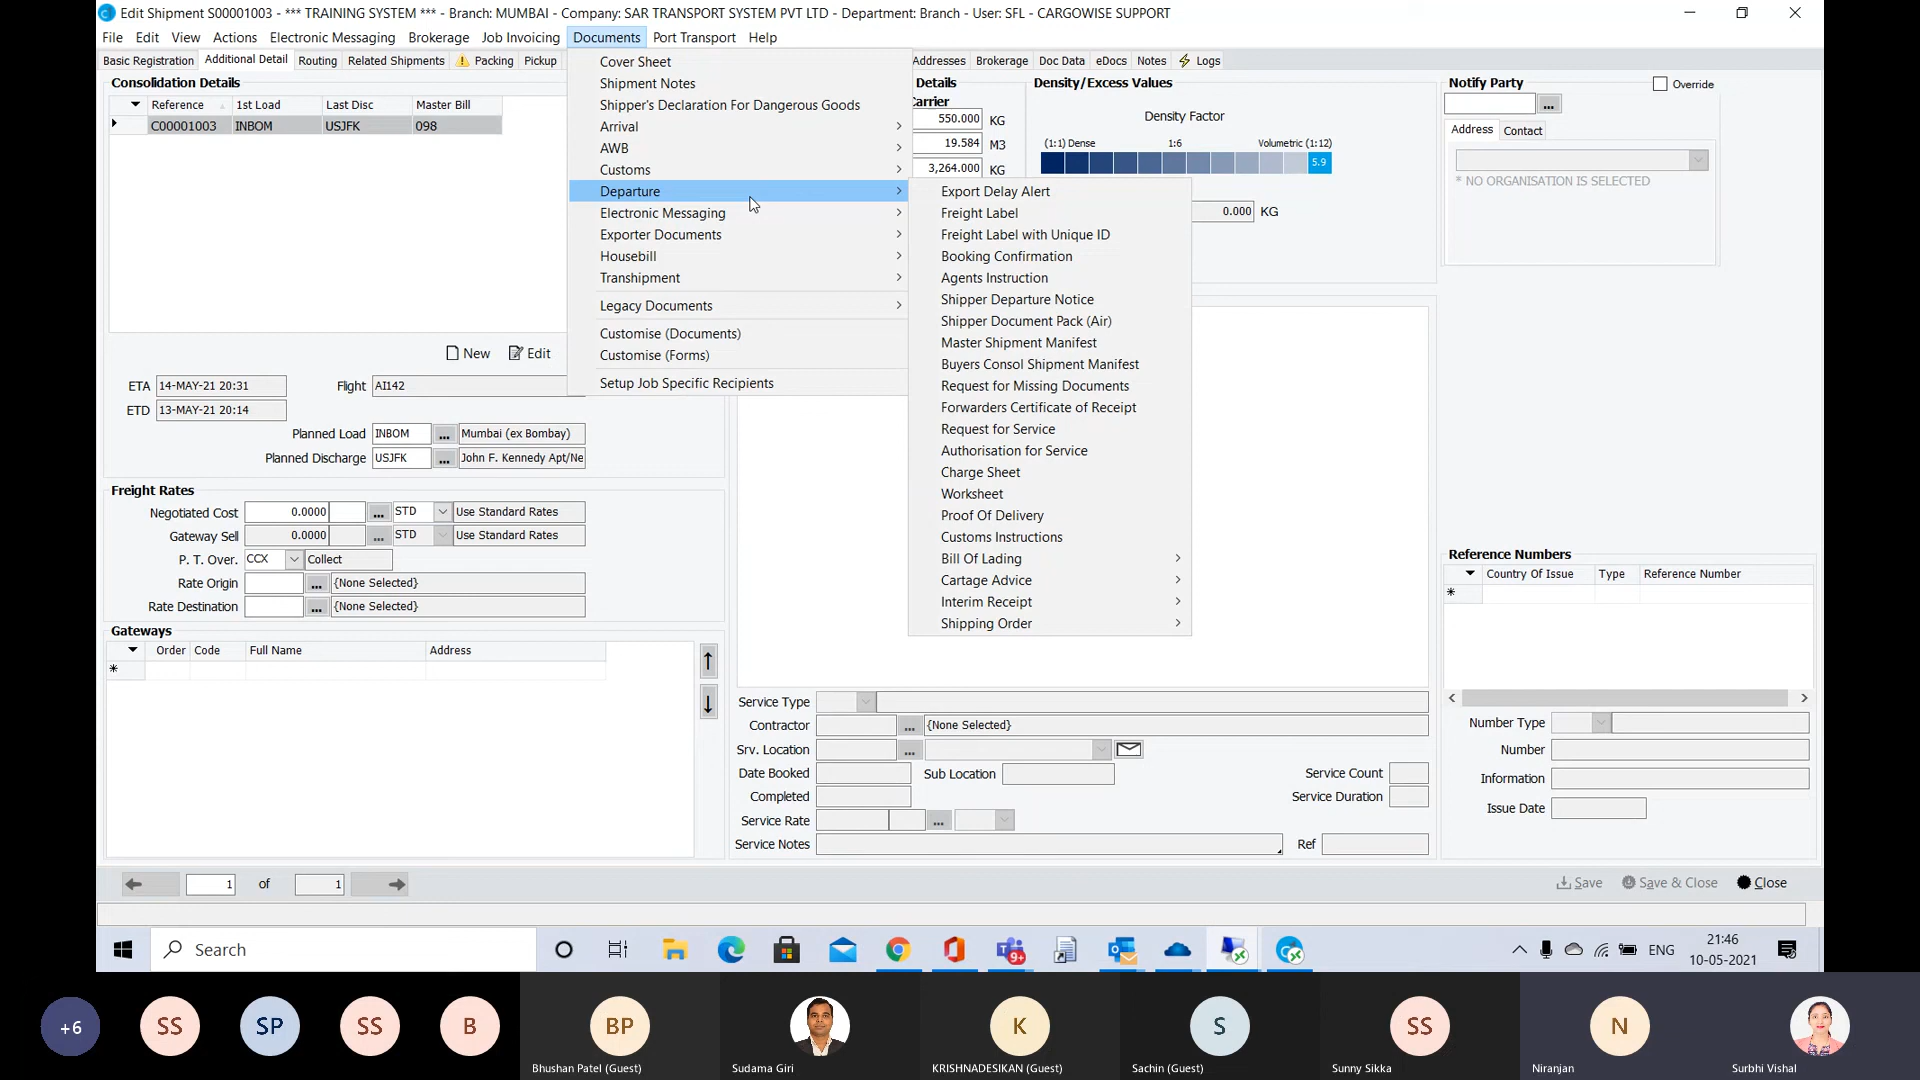 Edit Shipment S00001003 - *** TRAINING SYSTEM *** - Branch: MUMBAI - Company: SAR TRANSPORT SYSTEM PVT LTD - Department: Branch - User: SFL - CARGOWISE SUPPORT
File Edit View Actions Electronic Messaging Brokerage Job Invoicing Documents Port Transport Help
Basic Registration Additional Detail Routing Related Shipments Packing Pickup Addresses Brokerage Doc Data eDocs Notes Logs
Consolidation Details
Reference 1st Load Last Disc Master Bill
C00001003 INBOM USJFK 098
New Edit
ETA 14-MAY-21 20:31 Flight AI142
ETD 13-MAY-21 20:14
Planned Load INBOM ... Mumbai (ex Bombay)
Planned Discharge USJFK ... John F. Kennedy Apt/Ne
Freight Rates
Negotiated Cost 0.0000 ... STD Use Standard Rates
Gateway Sell 0.0000 ... STD Use Standard Rates
P. T. Over. CCX Collect
Rate Origin ... {None Selected}
Rate Destination ... {None Selected}
Gateways
Order Code Full Name Address
*
Cover Sheet
Shipment Notes
Shipper's Declaration For Dangerous Goods
Arrival
AWB
Customs
Departure
Electronic Messaging
Exporter Documents
Housebill
Transhipment
Legacy Documents
Customise (Documents)
Customise (Forms)
Setup Job Specific Recipients
Export Delay Alert
Freight Label
Freight Label with Unique ID
Booking Confirmation
Agents Instruction
Shipper Departure Notice
Shipper Document Pack (Air)
Master Shipment Manifest
Buyers Consol Shipment Manifest
Request for Missing Documents
Forwarders Certificate of Receipt
Request for Service
Authorisation for Service
Charge Sheet
Worksheet
Proof Of Delivery
Customs Instructions
Bill Of Lading
Cartage Advice
Interim Receipt
Shipping Order
Details
arrier
550.000 KG
19.584 M3
3,264.000 KG
Density/Excess Values
Density Factor
(1:1) Dense 1:6 Volumetric (1:12)
5.9
0.000 KG
Notify Party Override
...
Address Contact
* NO ORGANISATION IS SELECTED
Service Type
Contractor ... {None Selected}
Srv. Location ...
Date Booked Sub Location Service Count
Completed Service Duration
Service Rate ...
Service Notes Ref
Reference Numbers
Country Of Issue Type Reference Number
*
Number Type
Number
Information
Issue Date
1 of 1
Save Save & Close Close
Search
9+
ENG
21:46
10-05-2021
+6 SS SP SS B BP K S SS N
Bhushan Patel (Guest) Sudama Giri KRISHNADESIKAN (Guest) Sachin (Guest) Sunny Sikka Niranjan Surbhi Vishal